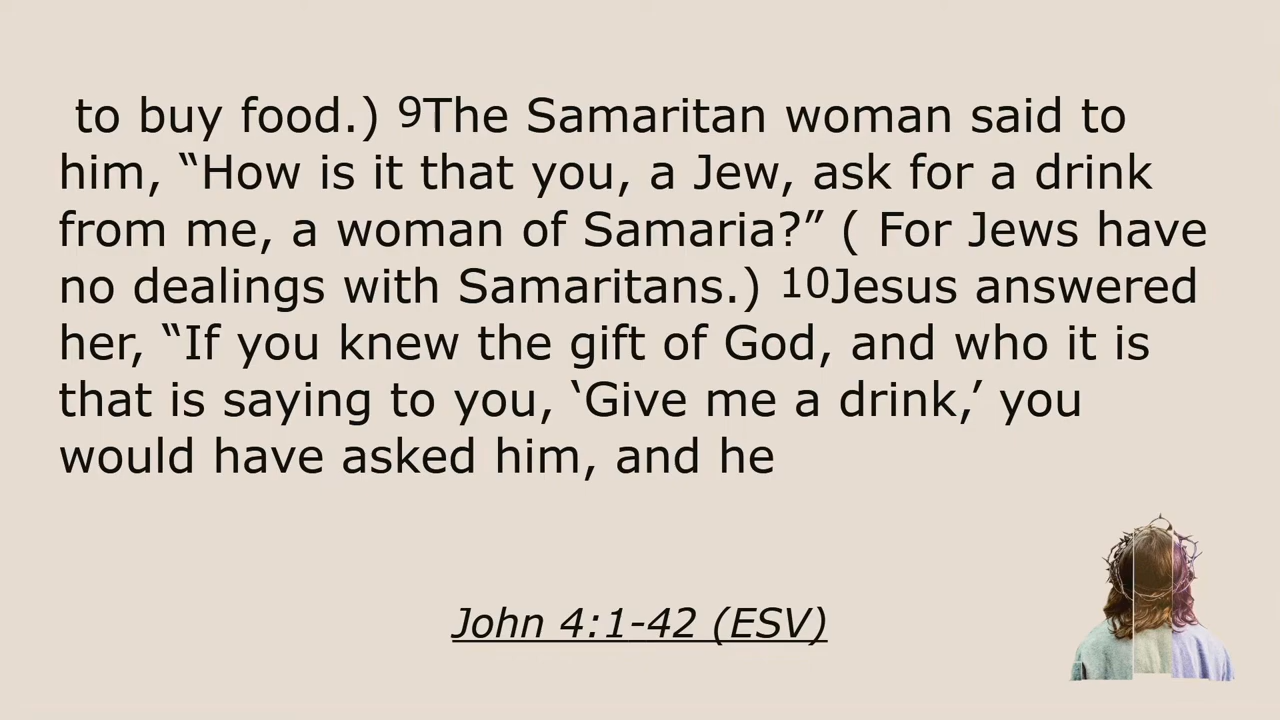 to buy food.) 9The Samaritan woman said to
him, “How is it that you, a Jew, ask for a drink
from me, a woman of Samaria?” ( For Jews have
no dealings with Samaritans.) 10Jesus answered
her, “If you knew the gift of God, and who it is
that is saying to you, ‘Give me a drink,’ you
would have asked him, and he
John 4:1-42 (ESV)